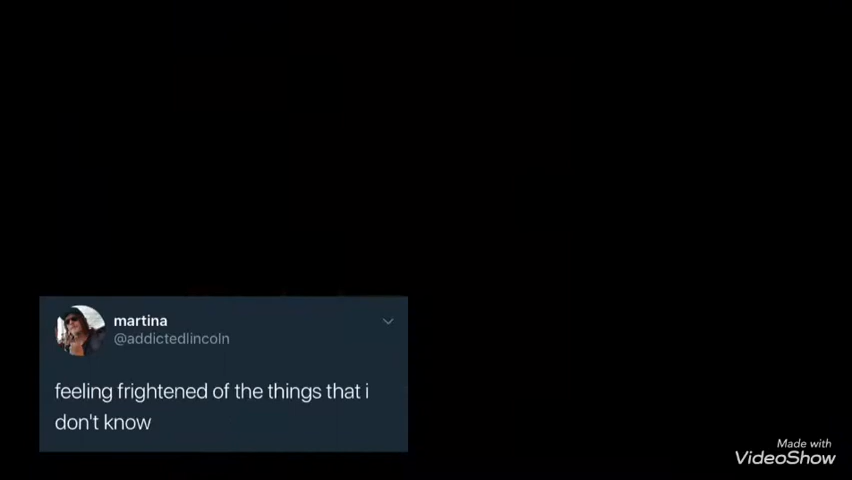 martina
@addictedlincoln
feeling frightened of the things that i
don't know
Made with
VideoShow